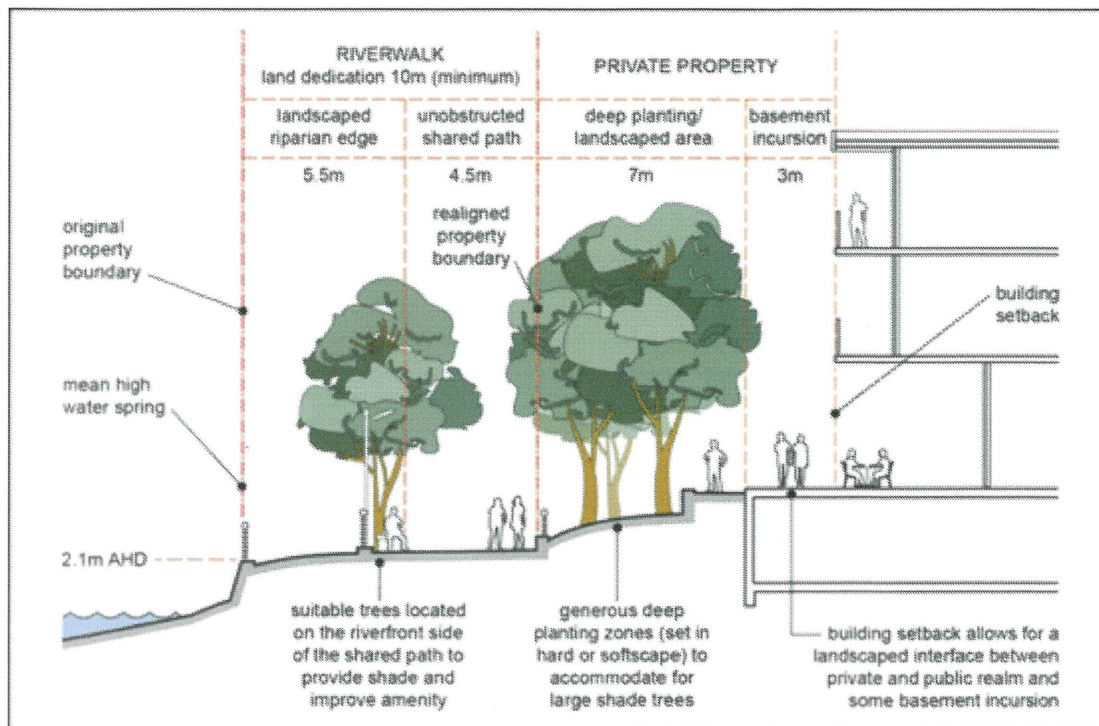 RIVERWALK
land dedication 10m (minimum)
PRIVATE PROPERTY
landscaped
riparian edge
unobstructed
shared path
deep planting/
landscaped area
basement
incursion
5.5m
4.5m
7m
3m
original
property
boundary
realigned
property
boundary
building
setback
mean high
water spring
2.1m AHD
suitable trees located
on the riverfront side
of the shared path to
provide shade and
improve amenity
generous deep
planting zones (set in
hard or softscape) to
accommodate for
large shade trees
building setback allows for a
landscaped interface between
private and public realm and
some basement incursion